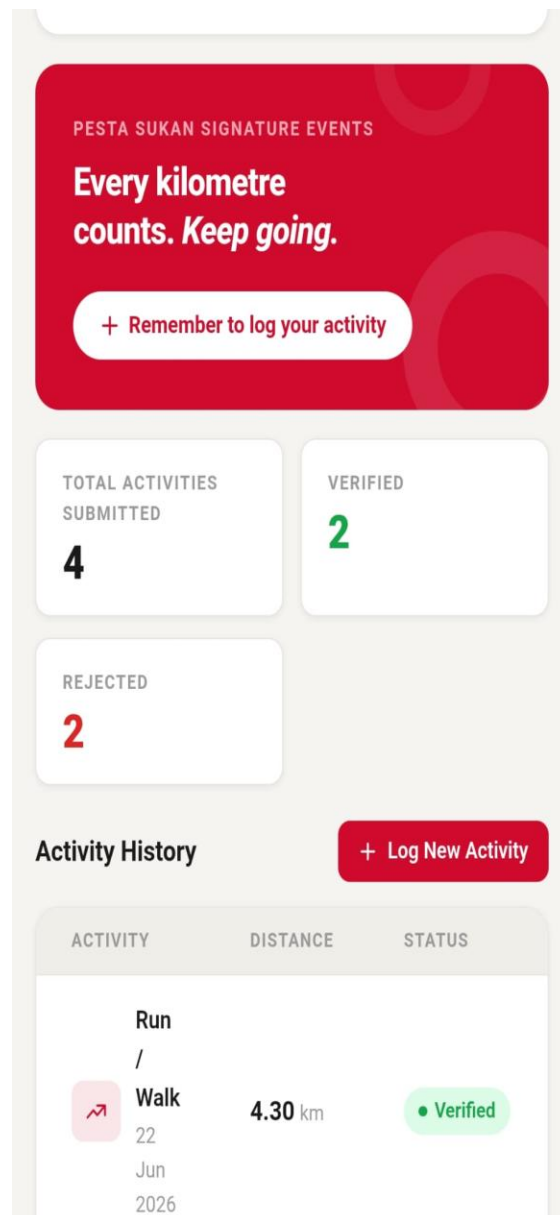 PESTA SUKAN SIGNATURE EVENTS
Every kilometre
counts. Keep going.
+ Remember to log your activity
TOTAL ACTIVITIES
SUBMITTED
4
VERIFIED
2
REJECTED
2
Activity History
+ Log New Activity
ACTIVITY DISTANCE STATUS
Run
/
Walk
22
Jun
2026
4.30 km
Verified